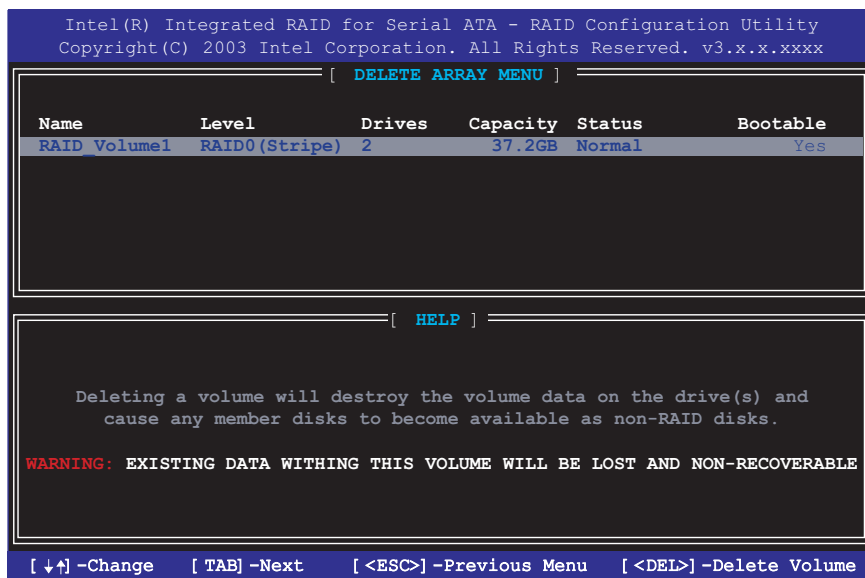 Intel(R) Integrated RAID for Serial ATA - RAID Configuration Utility
Copyright(C) 2003 Intel Corporation. All Rights Reserved. v3.x.x.xxxx
[ DELETE ARRAY MENU ]
Name Level Drives Capacity Status Bootable
RAID_Volume1 RAID0(Stripe) 2 37.2GB Normal Yes
[ HELP ]
Deleting a volume will destroy the volume data on the drive(s) and
cause any member disks to become available as non-RAID disks.
WARNING: EXISTING DATA WITHING THIS VOLUME WILL BE LOST AND NON-RECOVERABLE
[↓↑]-Change [TAB]-Next [<ESC>]-Previous Menu [<DEL>]-Delete Volume